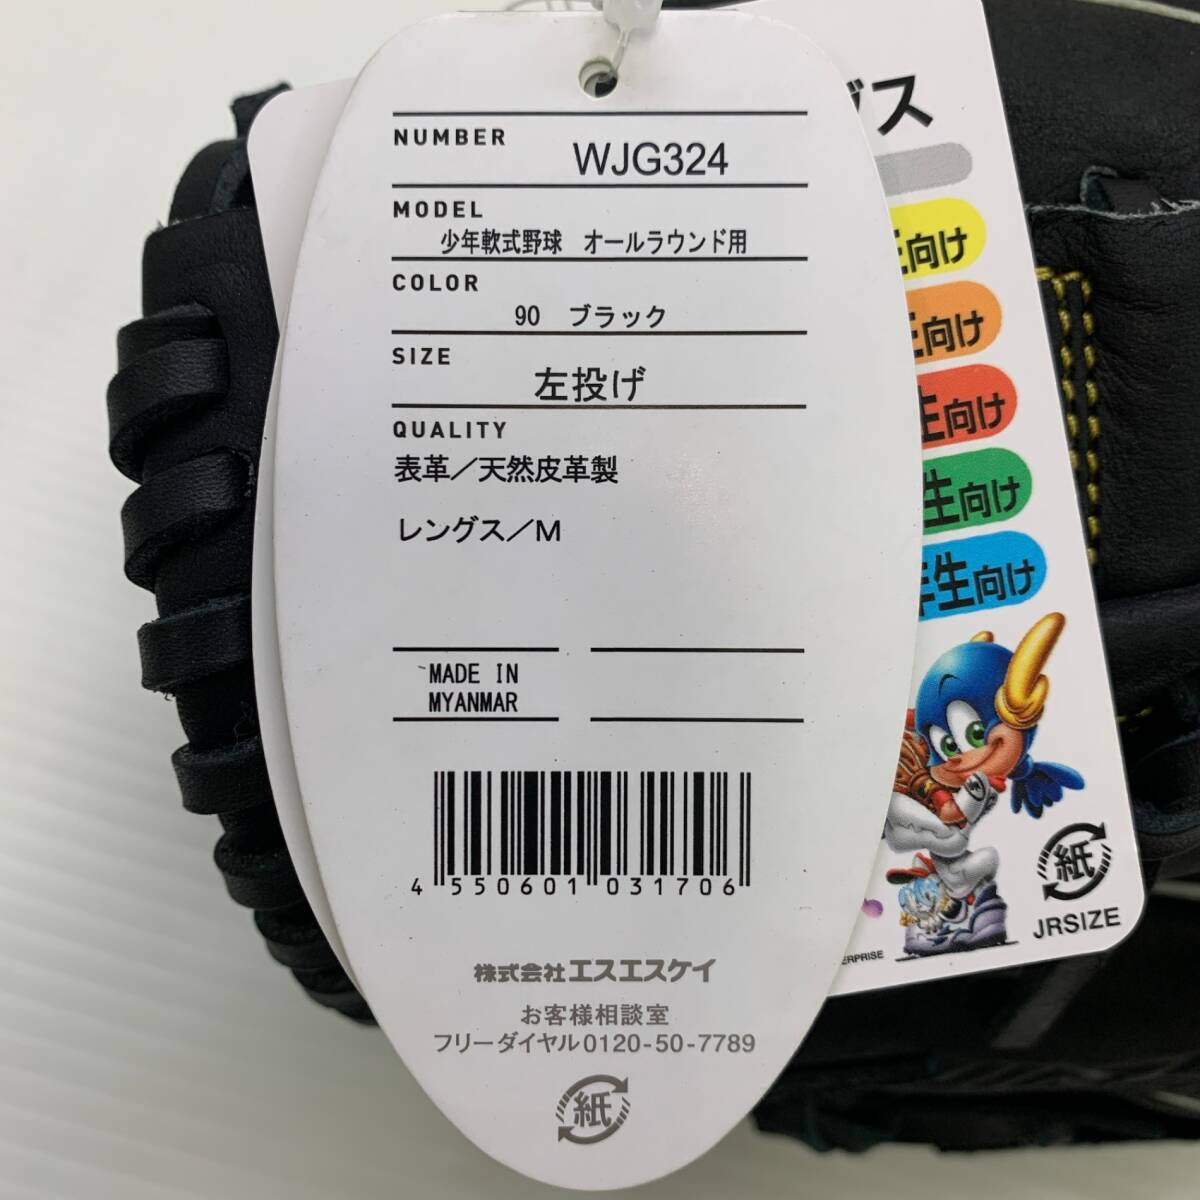 NUMBER
WJG324
MODEL
少年軟式野球 オールラウンド用
COLOR
90 ブラック
SIZE
左投げ
QUALITY
表革／天然皮革製
レングス／M
MADE IN
MYANMAR
4 550601 031706
株式会社エスエスケイ
お客様相談室
フリーダイヤル0120-50-7789
紙
グス
向け
向け
生向け
生向け
年生向け
紙
JRSIZE
ERPRISE